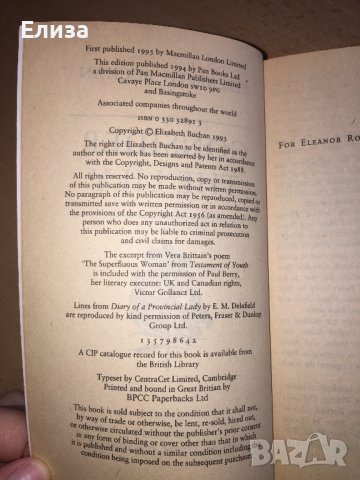 Елиза
First published 1993 by Macmillan London Limited
This edition published 1994 by Pan Books Ltd
a division of Pan Macmillan Publishers Limited
Cavaye Place London SW10 9PG
and Basingstoke
Associated companies throughout the world
ISBN 0 330 32891 3
Copyright © Elizabeth Buchan 1993
The right of Elizabeth Buchan to be identified as the
author of this work has been asserted by her in accordance
with the Copyright, Designs and Patents Act 1988.
All rights reserved. No reproduction, copy or transmission
of this publication may be made without written permission.
No paragraph of this publication may be reproduced, copied or
transmitted save with written permission or in accordance with
the provisions of the Copyright Act 1956 (as amended). Any person
who does any unauthorized act in relation to
this publication may be liable to criminal prosecution
and civil claims for damages.
The excerpt from Vera Brittain's poem
'The Superfluous Woman' from Testament of Youth
is included with the permission of Paul Berry,
her literary executor: UK and Canadian rights,
Victor Gollancz Ltd.
Lines from Diary of a Provincial Lady by E. M. Delafield
are reproduced by kind permission of Peters, Fraser & Dunlop
Group Ltd.
1 3 5 7 9 8 6 4 2
A CIP catalogue record for this book is available from
the British Library
Typeset by CentraCet Limited, Cambridge
Printed and bound in Great Britian by
BPCC Paperbacks Ltd
This book is sold subject to the condition that it shall not,
by way of trade or otherwise, be lent, re-sold, hired out,
or otherwise circulated without the publisher's prior consent
in any form of binding or cover other than that in which
it is published and without a similar condition including this
condition being imposed on the subsequent purchaser
FOR ELEANOR RO
BAZAR
bg